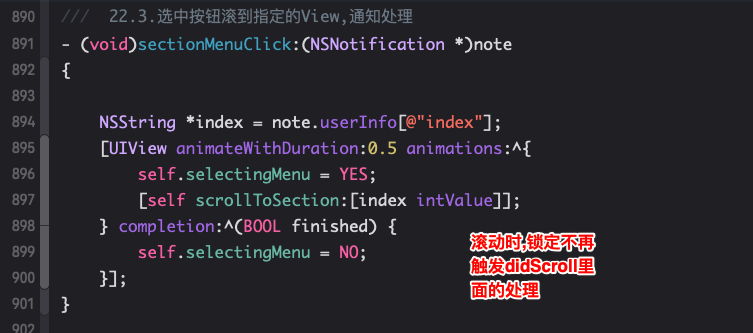 890 ///  22.3.选中按钮滚到指定的View,通知处理
891 - (void)sectionMenuClick:(NSNotification *)note
892 {
893
894     NSString *index = note.userInfo[@"index"];
895     [UIView animateWithDuration:0.5 animations:^{
896         self.selectingMenu = YES;
897         [self scrollToSection:[index intValue]];
898     } completion:^(BOOL finished) {
899         self.selectingMenu = NO;
900     }];
901 }
902
滚动时,锁定不再
触发didScroll里
面的处理